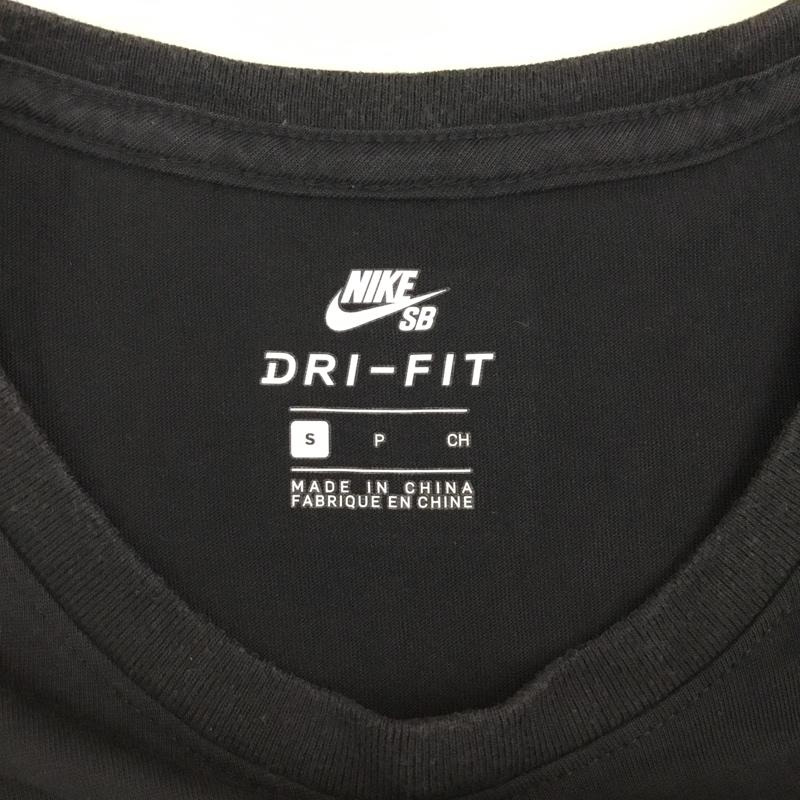 NIKE
SB
DRI-FIT
S P CH
MADE IN CHINA
FABRIQUE EN CHINE